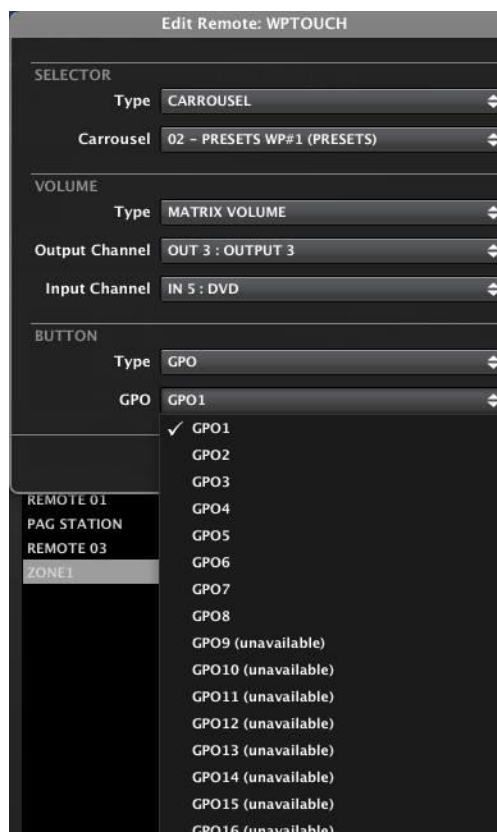 Edit Remote: WPTOUCH
SELECTOR
Type CARROUSEL
Carrousel 02 - PRESETS WP#1 (PRESETS)
VOLUME
Type MATRIX VOLUME
Output Channel OUT 3 : OUTPUT 3
Input Channel IN 5 : DVD
BUTTON
Type GPO
GPO GPO1
✓ GPO1
GPO2
GPO3
GPO4
GPO5
GPO6
GPO7
GPO8
GPO9 (unavailable)
GPO10 (unavailable)
GPO11 (unavailable)
GPO12 (unavailable)
GPO13 (unavailable)
GPO14 (unavailable)
GPO15 (unavailable)
GPO16 (unavailable)
REMOTE 01
PAG STATION
REMOTE 03
ZONE1